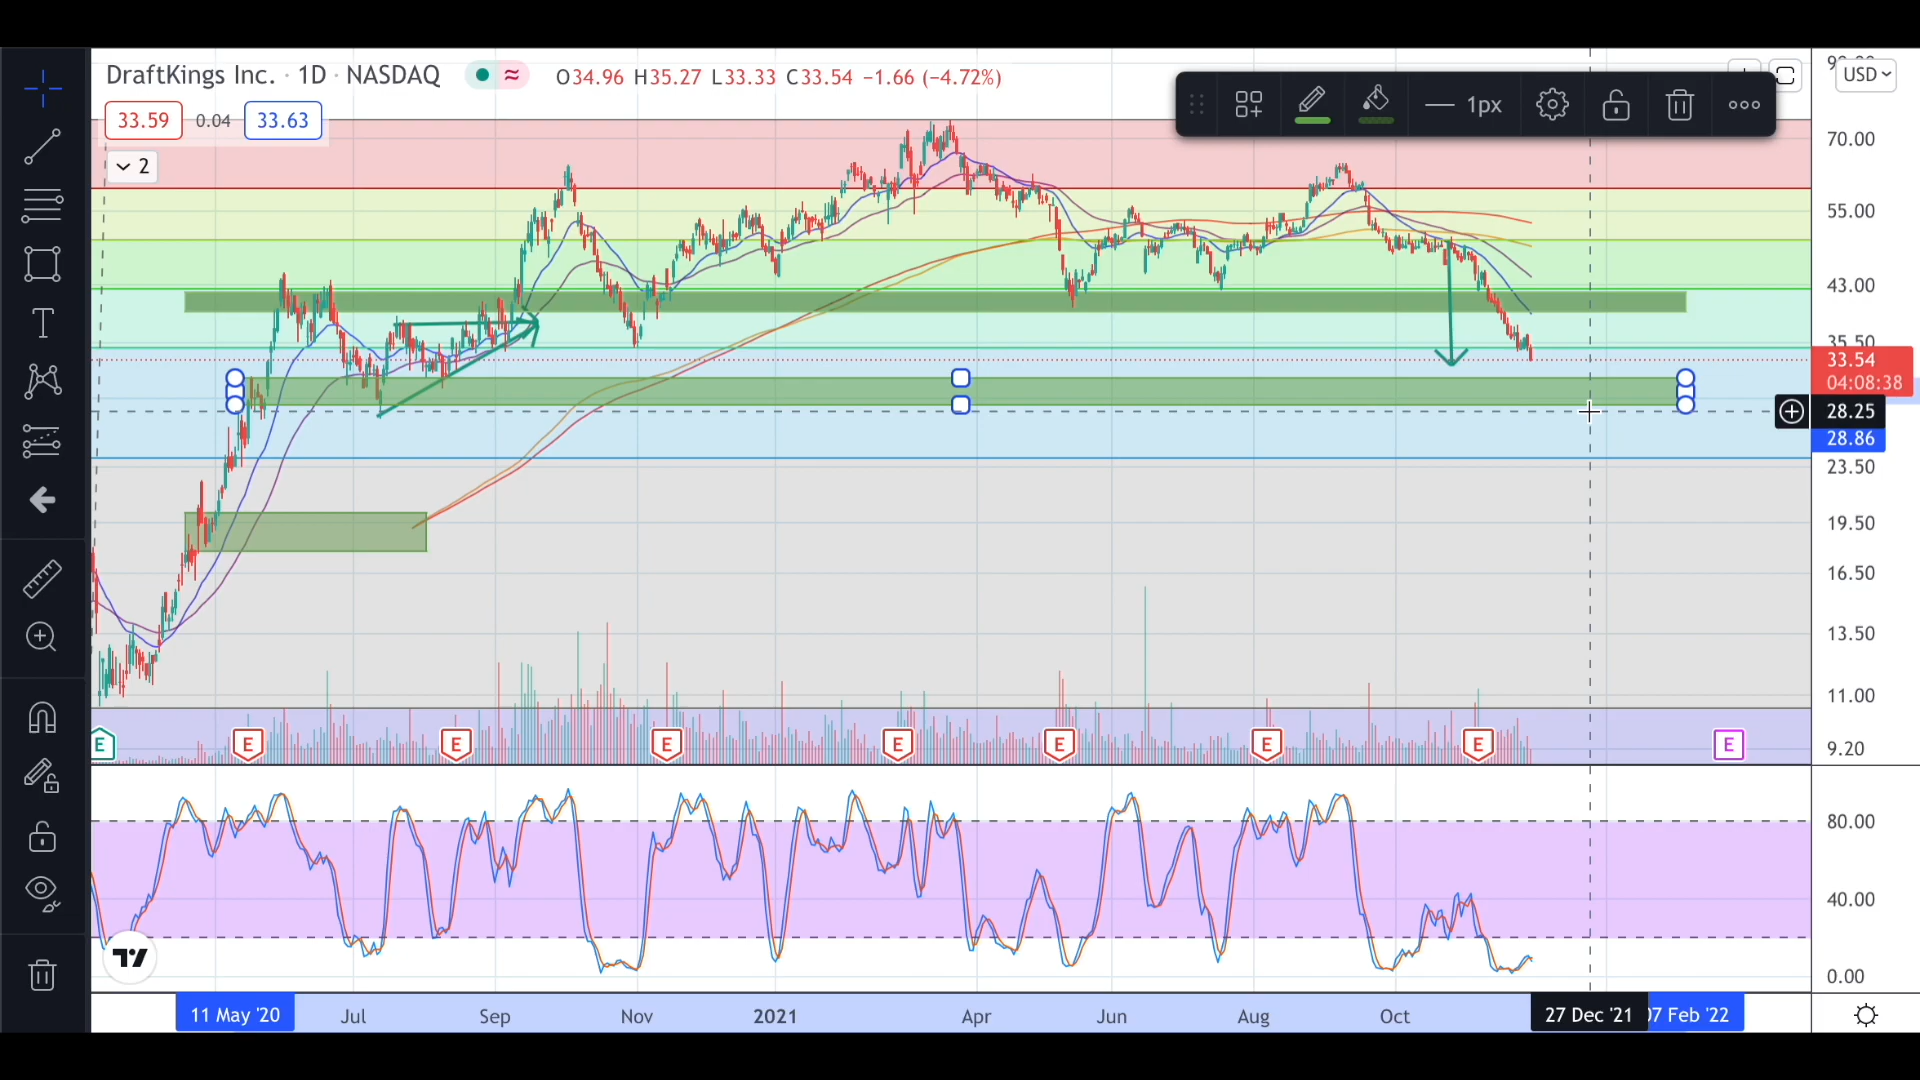 DraftKings Inc. · 1D · NASDAQ
O34.96 H35.27 L33.33 C33.54 −1.66 (−4.72%)
33.59 0.04 33.63
2
1px
USD
70.00
55.00
43.00
35.50
33.54
04:08:38
28.25
28.86
23.50
19.50
16.50
13.50
11.00
9.20
E E E E E E E E E
80.00
40.00
0.00
11 May '20 Jul Sep Nov 2021 Apr Jun Aug Oct 27 Dec '21 07 Feb '22